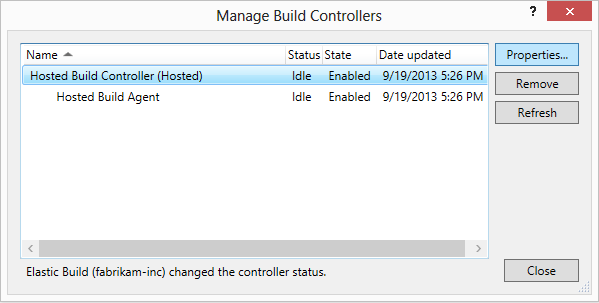 Manage Build Controllers
?
Name Status State Date updated
Hosted Build Controller (Hosted) Idle Enabled 9/19/2013 5:26 PM
Hosted Build Agent Idle Enabled 9/19/2013 5:26 PM
Properties...
Remove
Refresh
Elastic Build (fabrikam-inc) changed the controller status.
Close